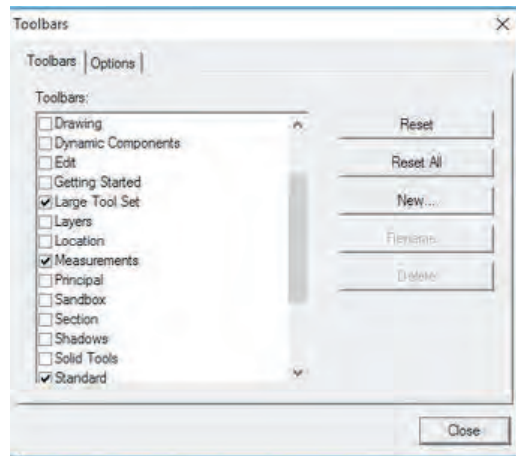 Toolbars
Toolbars Options
Toolbars:
Drawing
Dynamic Components
Edit
Getting Started
Large Tool Set
Layers
Location
Measurements
Principal
Sandbox
Section
Shadows
Solid Tools
Standard
Reset
Reset All
New...
Rename...
Delete
Close